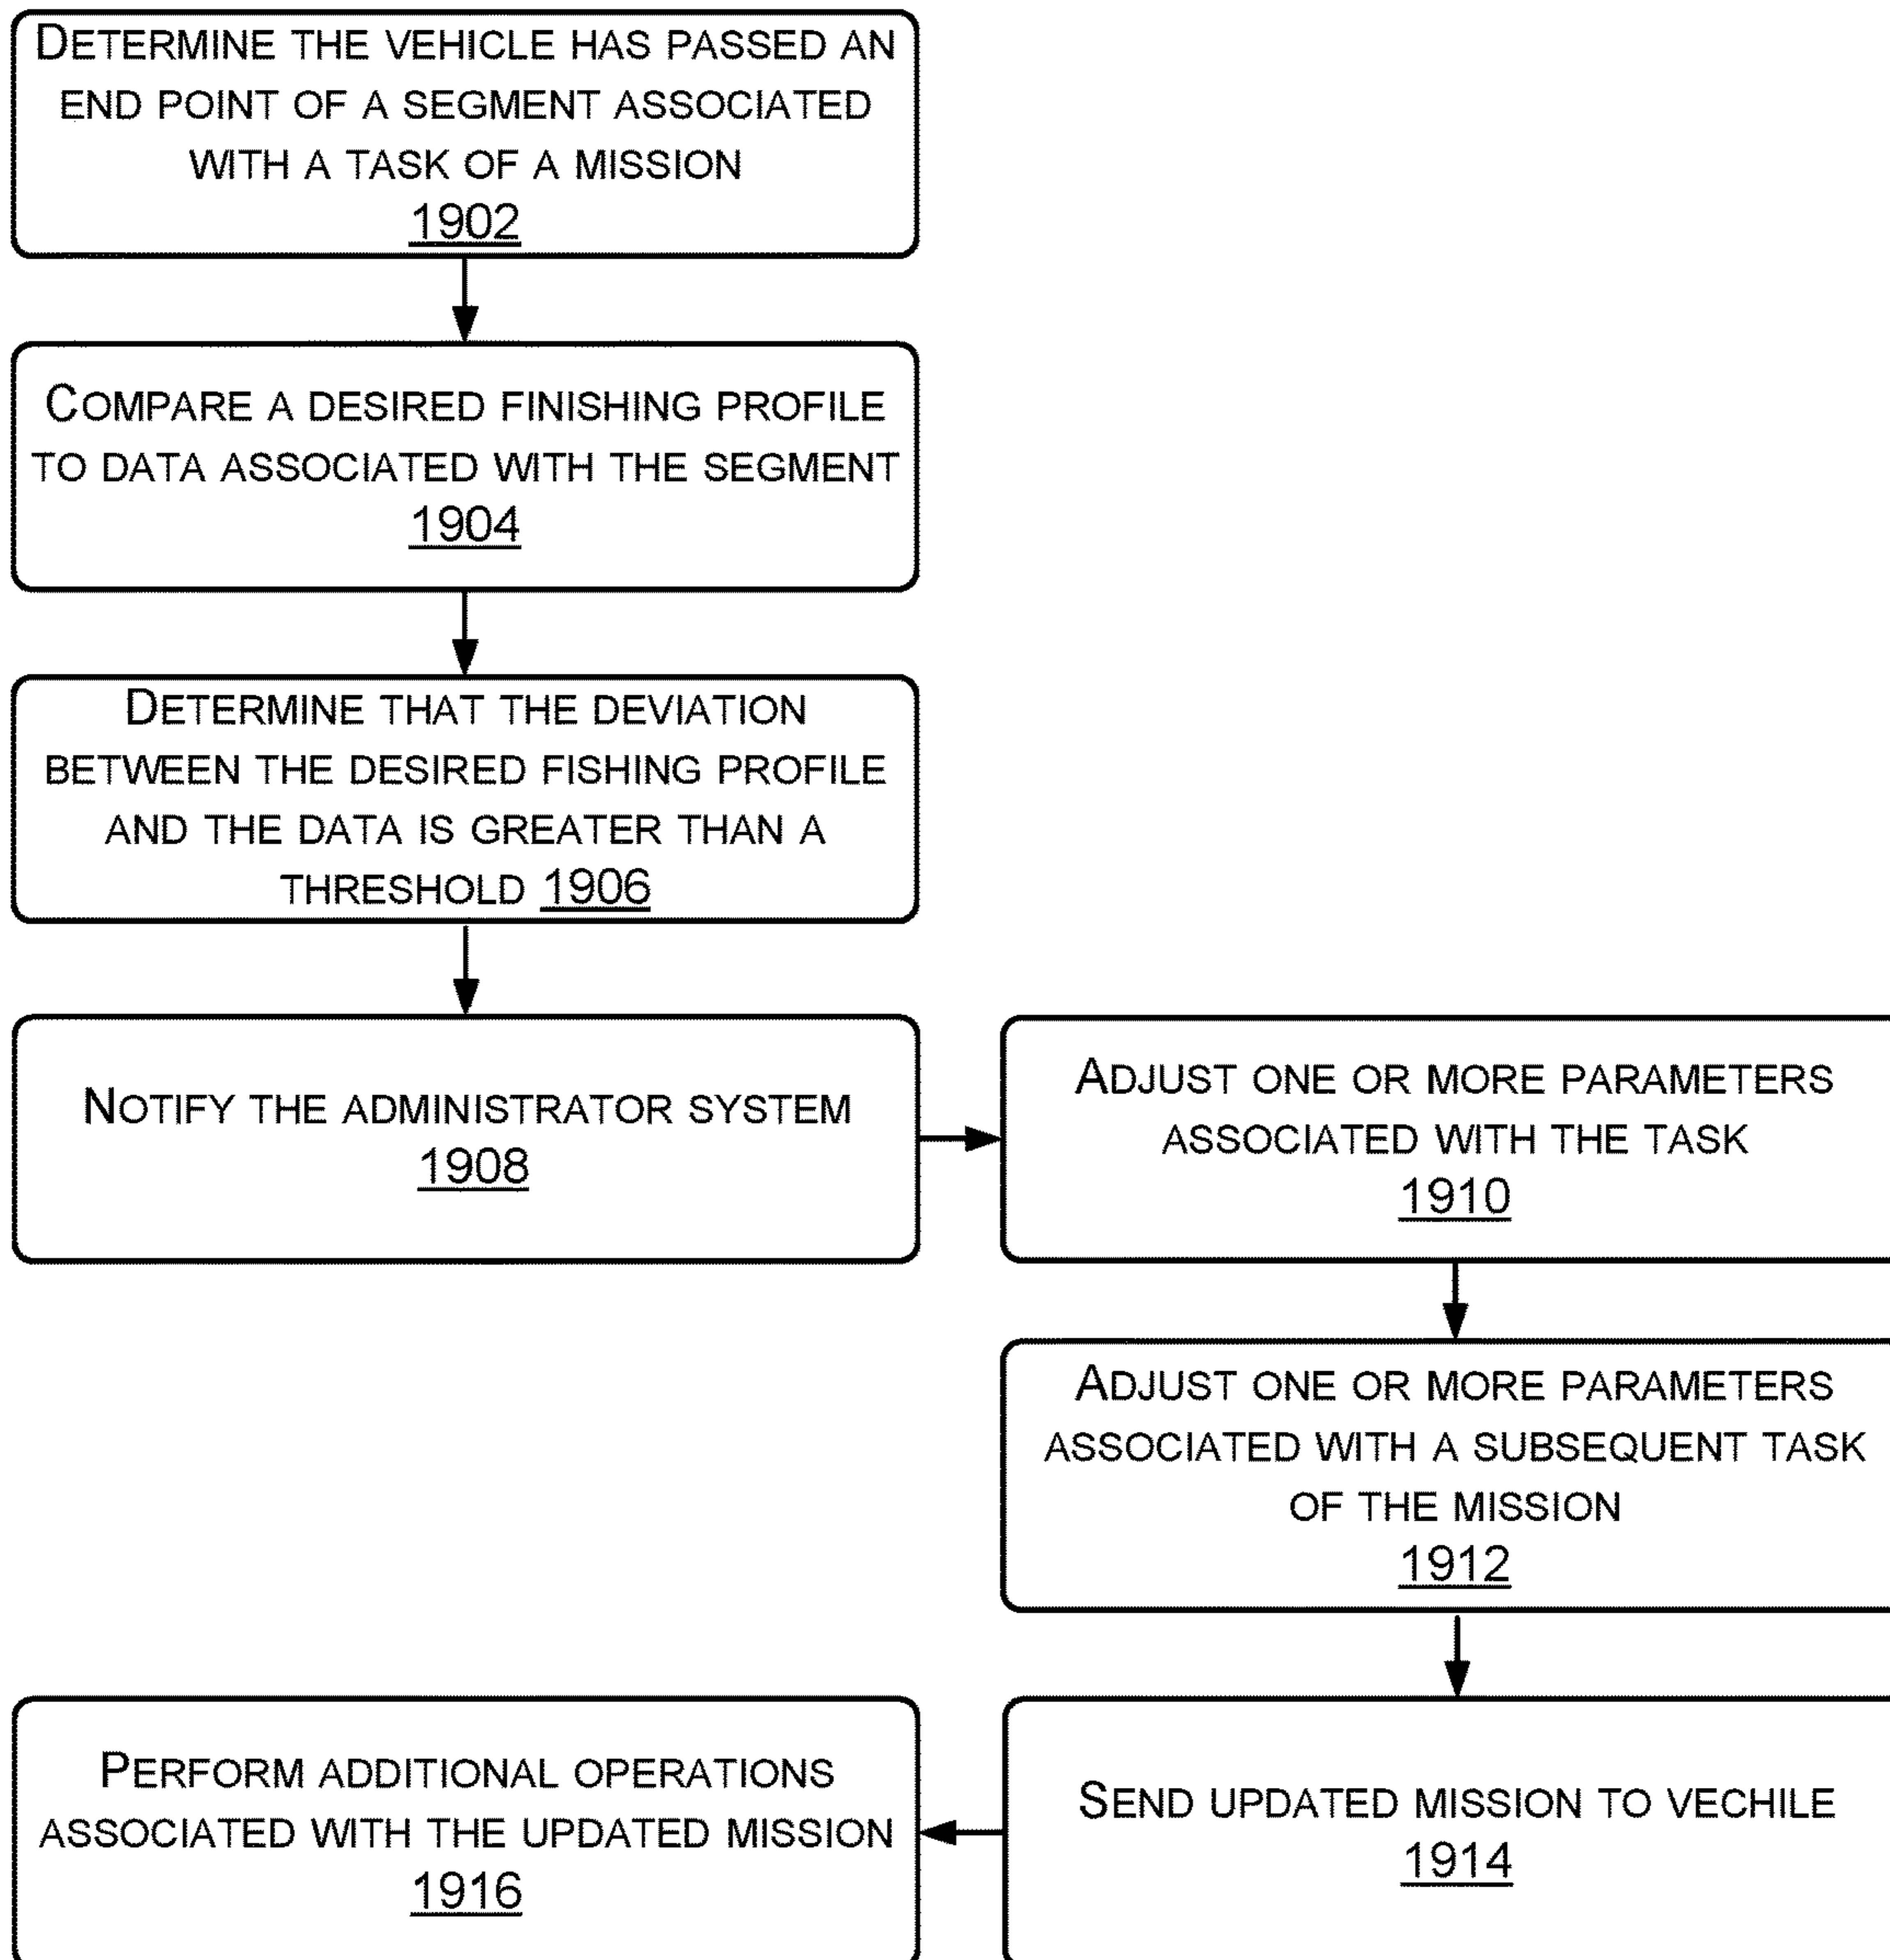 DETERMINE THE VEHICLE HAS PASSED AN
END POINT OF A SEGMENT ASSOCIATED
WITH A TASK OF A MISSION
1902
COMPARE A DESIRED FINISHING PROFILE
TO DATA ASSOCIATED WITH THE SEGMENT
1904
DETERMINE THAT THE DEVIATION
BETWEEN THE DESIRED FISHING PROFILE
AND THE DATA IS GREATER THAN A
THRESHOLD 1906
NOTIFY THE ADMINISTRATOR SYSTEM
1908
ADJUST ONE OR MORE PARAMETERS
ASSOCIATED WITH THE TASK
1910
ADJUST ONE OR MORE PARAMETERS
ASSOCIATED WITH A SUBSEQUENT TASK
OF THE MISSION
1912
SEND UPDATED MISSION TO VECHILE
1914
PERFORM ADDITIONAL OPERATIONS
ASSOCIATED WITH THE UPDATED MISSION
1916